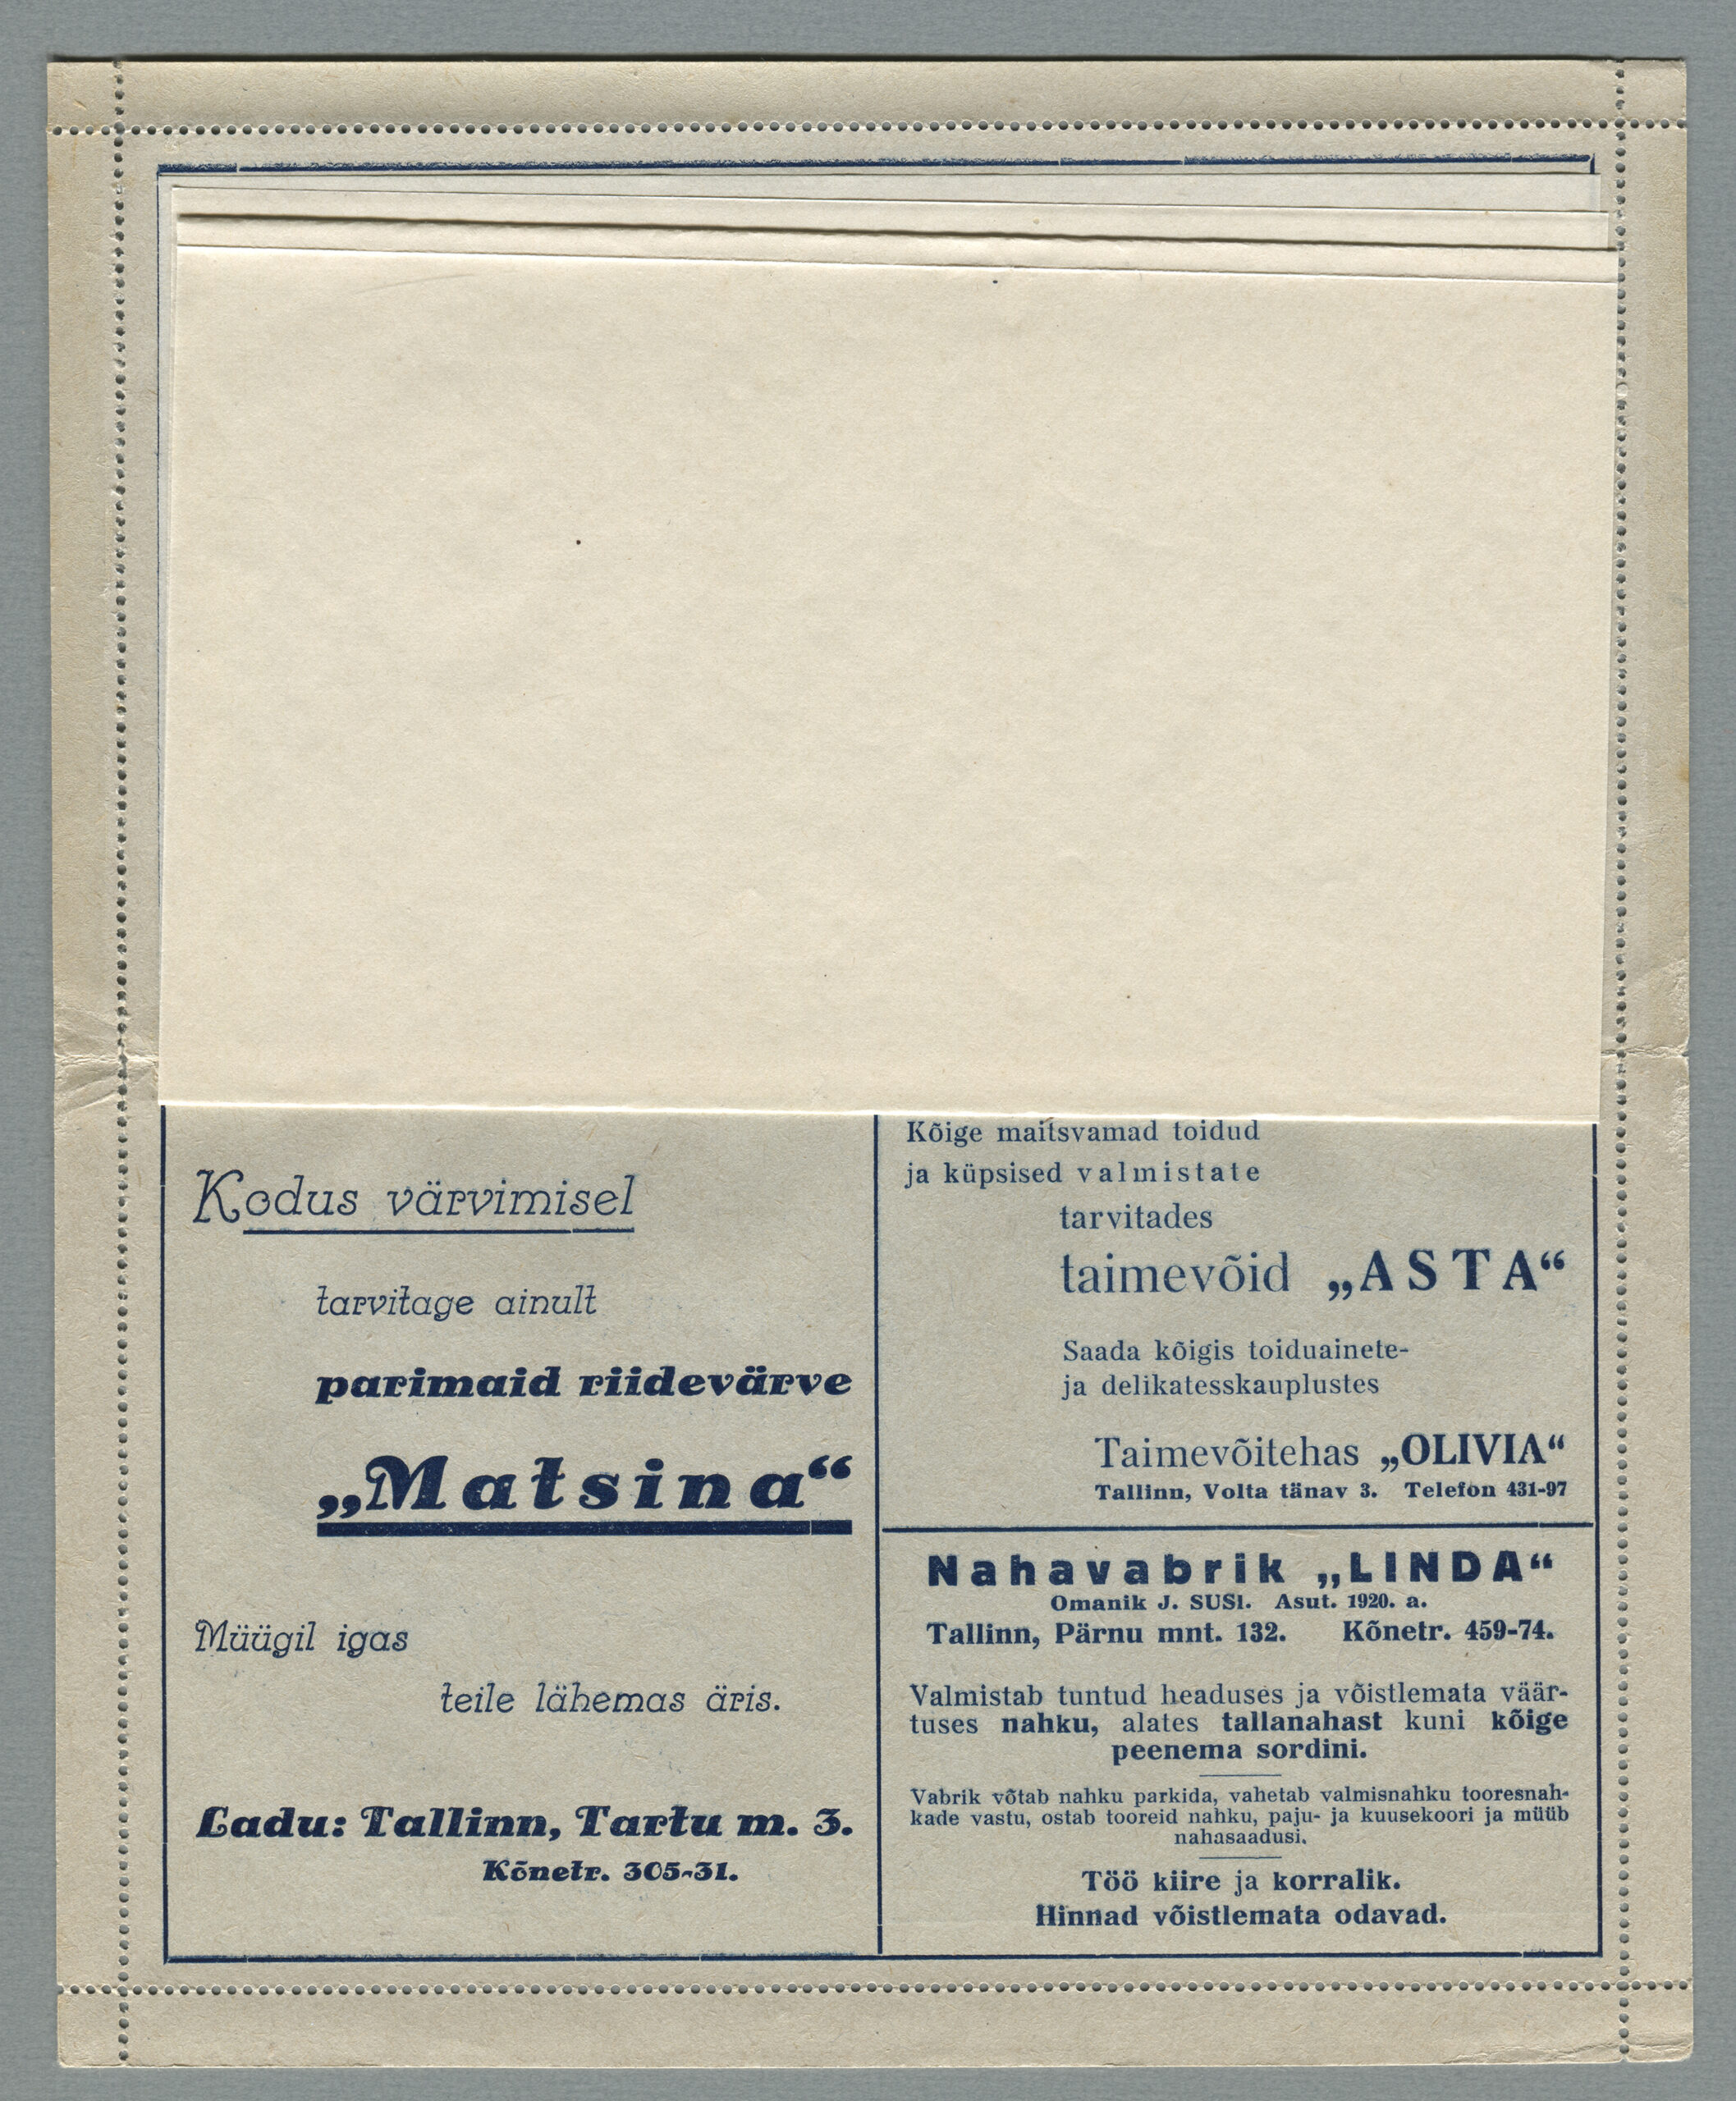 Kodus värvimisel
tarvitage ainult
parimaid riidevärve
„Matsina“
Müügil igas
teile lähemas äris.
Ladu: Tallinn, Tartu m. 3.
Kõnetr. 305-31.
Kõige maitsvamad toidud
ja küpsised valmistate
tarvitades
taimevõid „ASTA“
Saada kõigis toiduainete-
ja delikatesskauplustes
Taimevõitehas „OLIVIA“
Tallinn, Volta tänav 3. Telefon 431-97
Nahavabrik „LINDA“
Omanik J. SUSI. Asut. 1920. a.
Tallinn, Pärnu mnt. 132. Kõnetr. 459-74.
Valmistab tuntud headuses ja võistlemata väär-
tuses nahku, alates tallanahast kuni kõige
peenema sordini.
Vabrik võtab nahku parkida, vahetab valmisnahku tooresnah-
kade vastu, ostab tooreid nahku, paju- ja kuusekoori ja müüb
nahasaadusi.
Töö kiire ja korralik.
Hinnad võistlemata odavad.